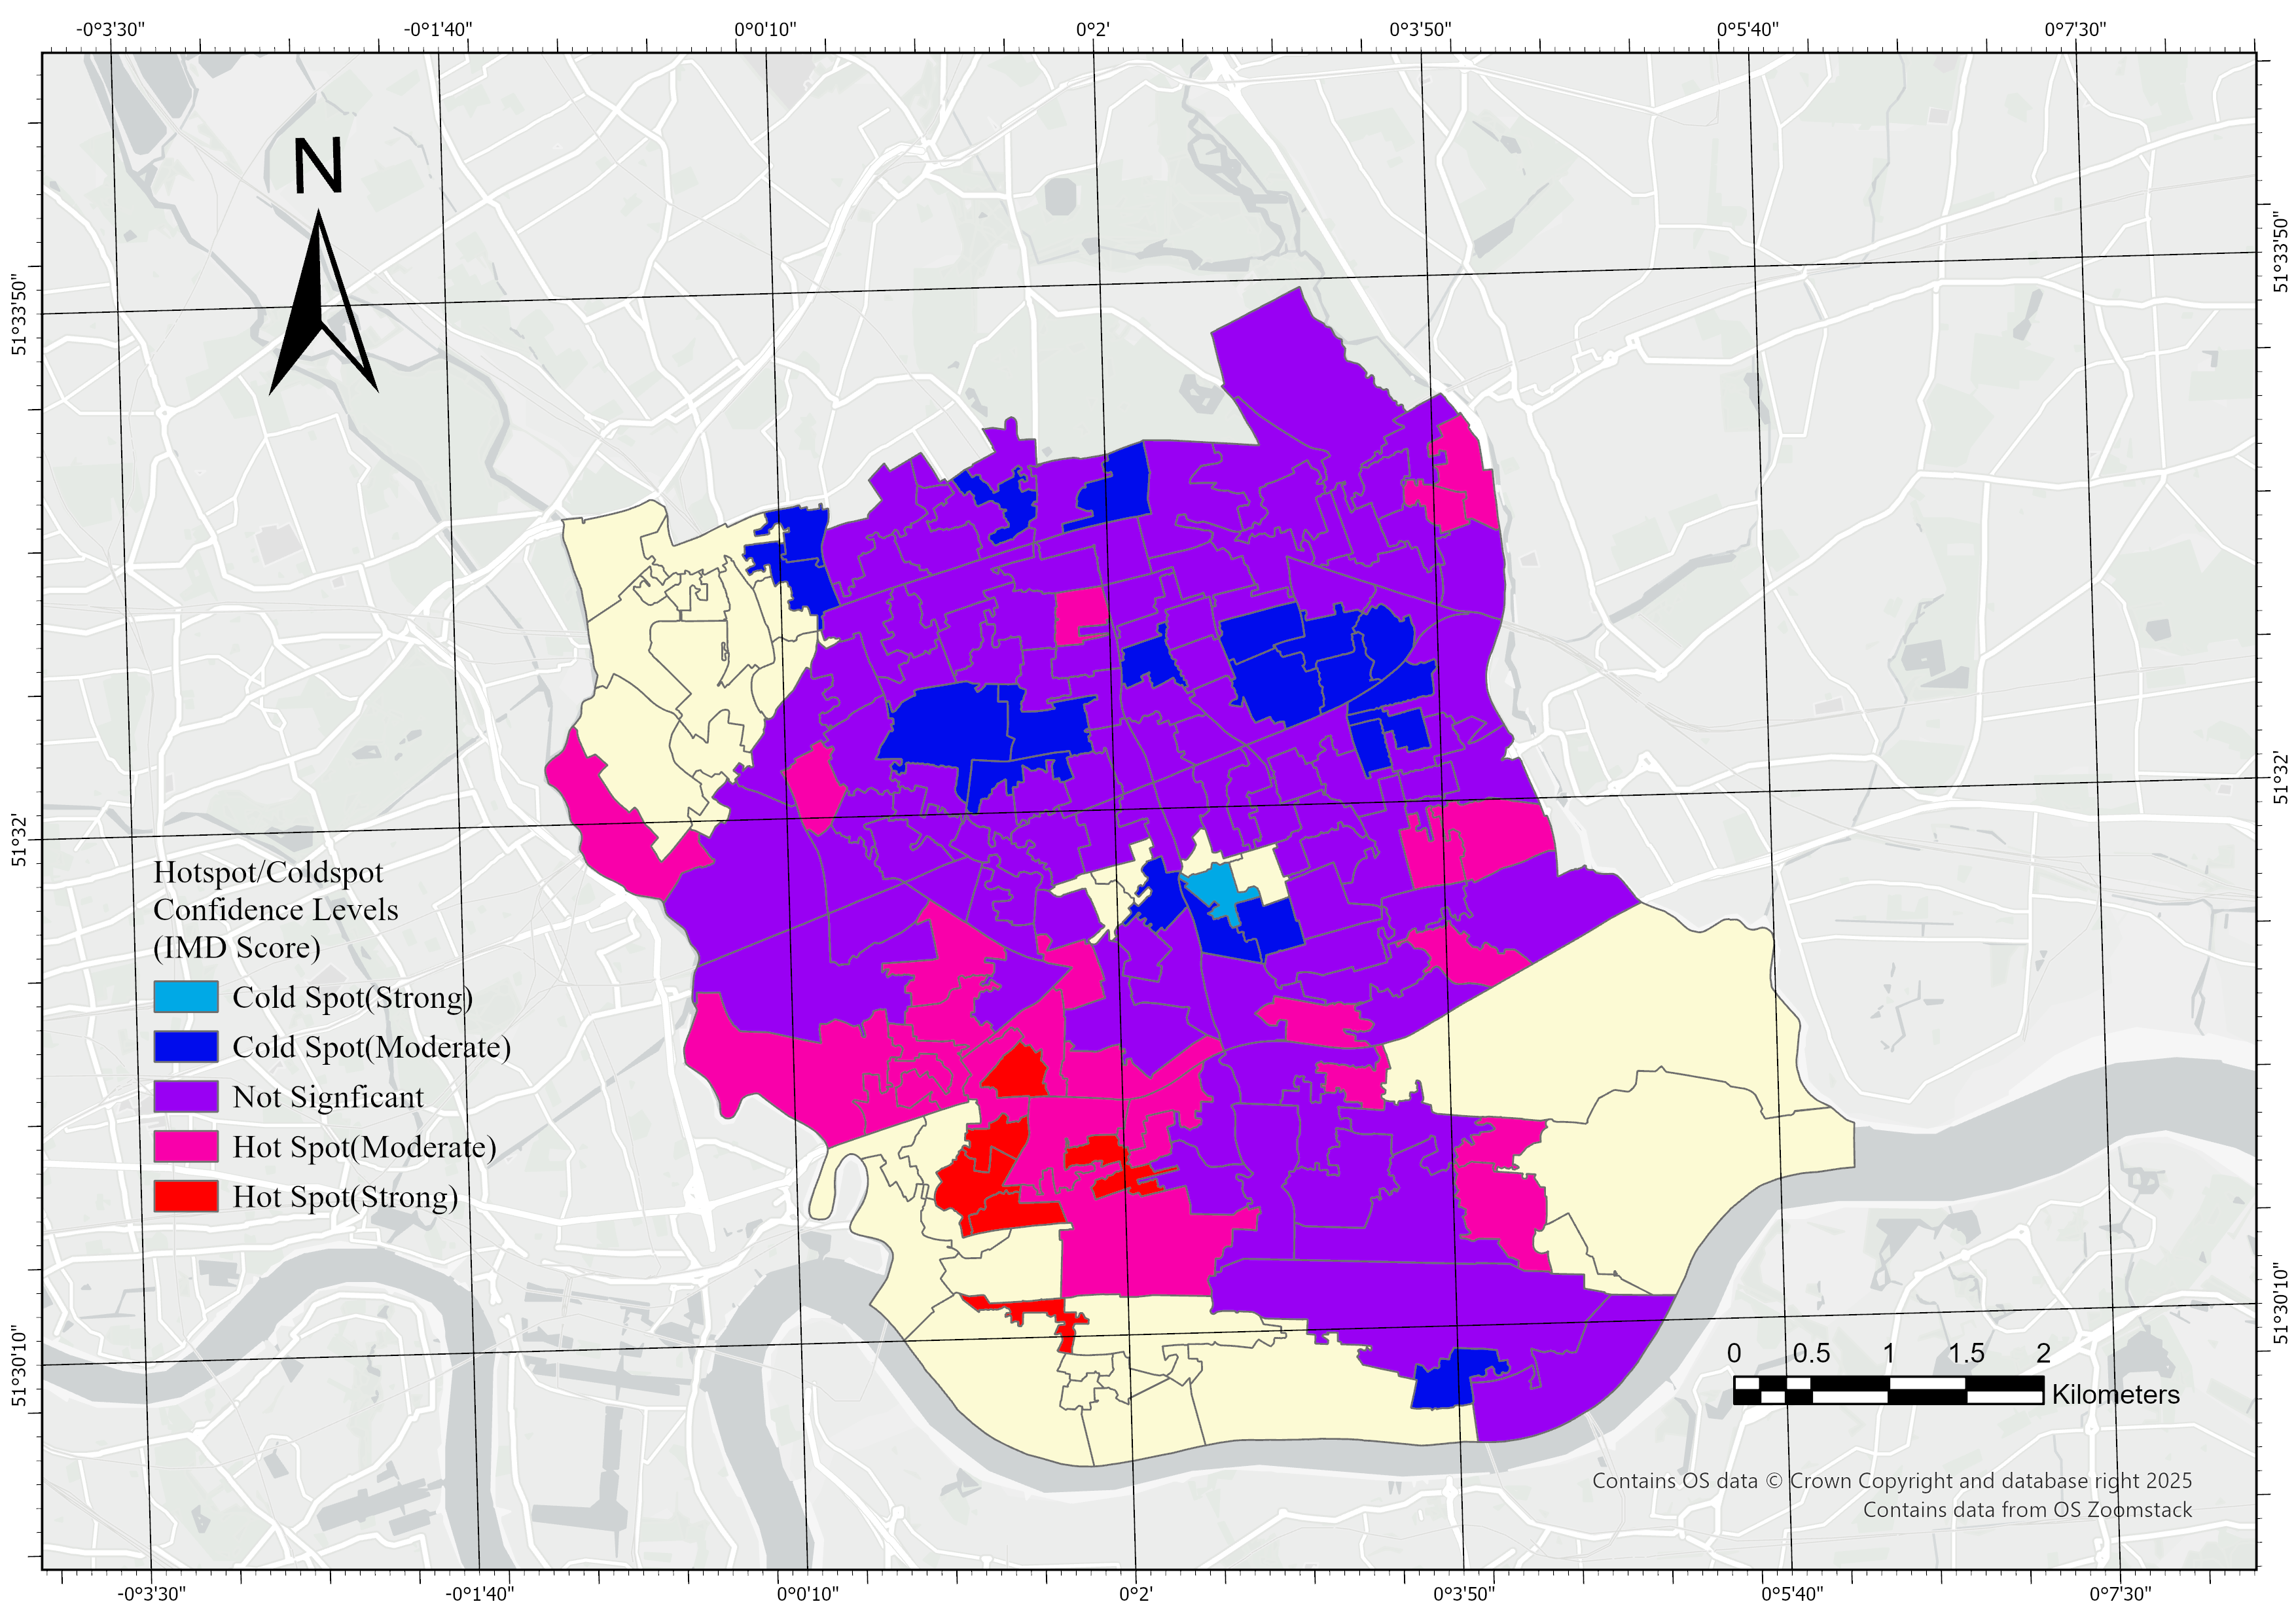 -0°3'30" -0°1'40" 0°0'10" 0°2' 0°3'50" 0°5'40" 0°7'30"
N
51°33'50" 51°33'50"
51°32' 51°32'
Hotspot/Coldspot
Confidence Levels
(IMD Score)
Cold Spot(Strong)
Cold Spot(Moderate)
Not Signficant
Hot Spot(Moderate)
Hot Spot(Strong)
51°30'10" 51°30'10"
0 0.5 1 1.5 2
Kilometers
Contains OS data © Crown Copyright and database right 2025
Contains data from OS Zoomstack
-0°3'30" -0°1'40" 0°0'10" 0°2' 0°3'50" 0°5'40" 0°7'30"